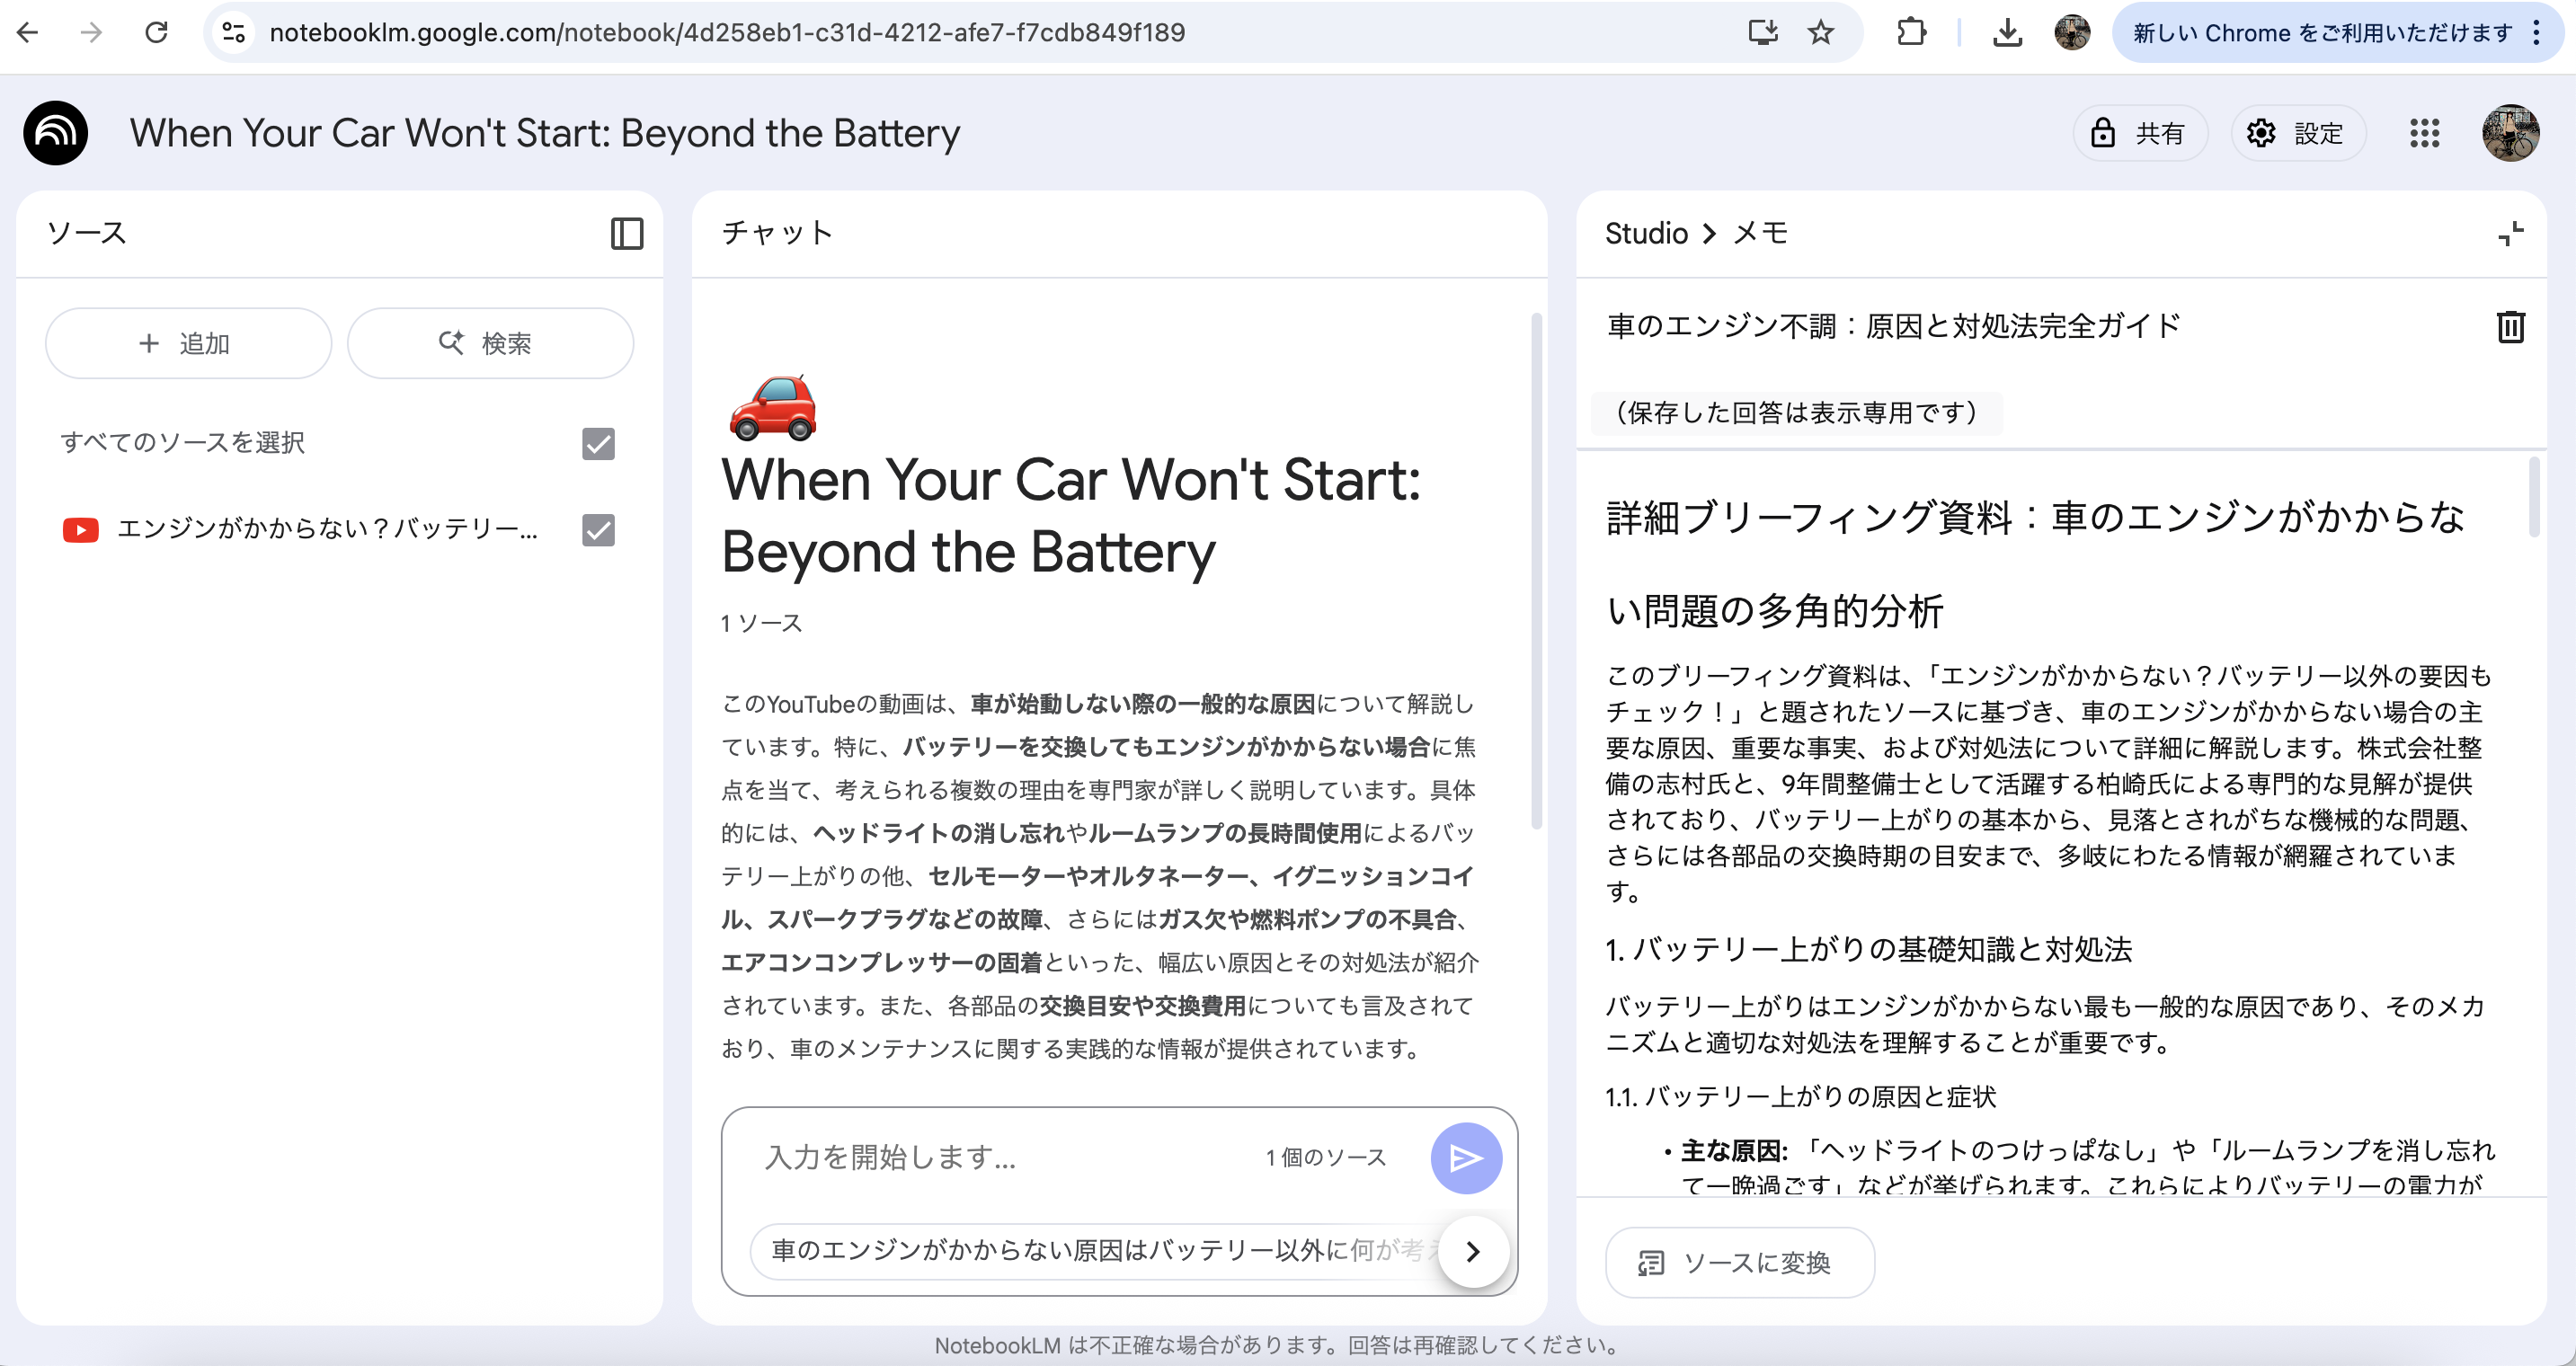 notebooklm.google.com/notebook/4d258eb1-c31d-4212-afe7-f7cdb849f189
新しい Chrome をご利用いただけます
When Your Car Won't Start: Beyond the Battery
共有
設定
ソース
+ 追加
検索
すべてのソースを選択
エンジンがかからない？バッテリー...
チャット
When Your Car Won't Start:
Beyond the Battery
1 ソース
このYouTubeの動画は、車が始動しない際の一般的な原因について解説し
ています。特に、バッテリーを交換してもエンジンがかからない場合に焦
点を当て、考えられる複数の理由を専門家が詳しく説明しています。具体
的には、ヘッドライトの消し忘れやルームランプの長時間使用によるバッ
テリー上がりの他、セルモーターやオルタネーター、イグニッションコイ
ル、スパークプラグなどの故障、さらにはガス欠や燃料ポンプの不具合、
エアコンコンプレッサーの固着といった、幅広い原因とその対処法が紹介
されています。また、各部品の交換目安や交換費用についても言及されて
おり、車のメンテナンスに関する実践的な情報が提供されています。
入力を開始します...
1 個のソース
車のエンジンがかからない原因はバッテリー以外に何が考え
Studio > メモ
車のエンジン不調：原因と対処法完全ガイド
（保存した回答は表示専用です）
詳細ブリーフィング資料：車のエンジンがかからな
い問題の多角的分析
このブリーフィング資料は、「エンジンがかからない？バッテリー以外の要因も
チェック！」と題されたソースに基づき、車のエンジンがかからない場合の主
要な原因、重要な事実、および対処法について詳細に解説します。株式会社整
備の志村氏と、9年間整備士として活躍する柏崎氏による専門的な見解が提供
されており、バッテリー上がりの基本から、見落とされがちな機械的な問題、
さらには各部品の交換時期の目安まで、多岐にわたる情報が網羅されていま
す。
1. バッテリー上がりの基礎知識と対処法
バッテリー上がりはエンジンがかからない最も一般的な原因であり、そのメカ
ニズムと適切な対処法を理解することが重要です。
1.1. バッテリー上がりの原因と症状
• 主な原因: 「ヘッドライトのつけっぱなし」や「ルームランプを消し忘れ
て一晩過ごす」などが挙げられます。これらによりバッテリーの電力が
ソースに変換
NotebookLM は不正確な場合があります。回答は再確認してください。